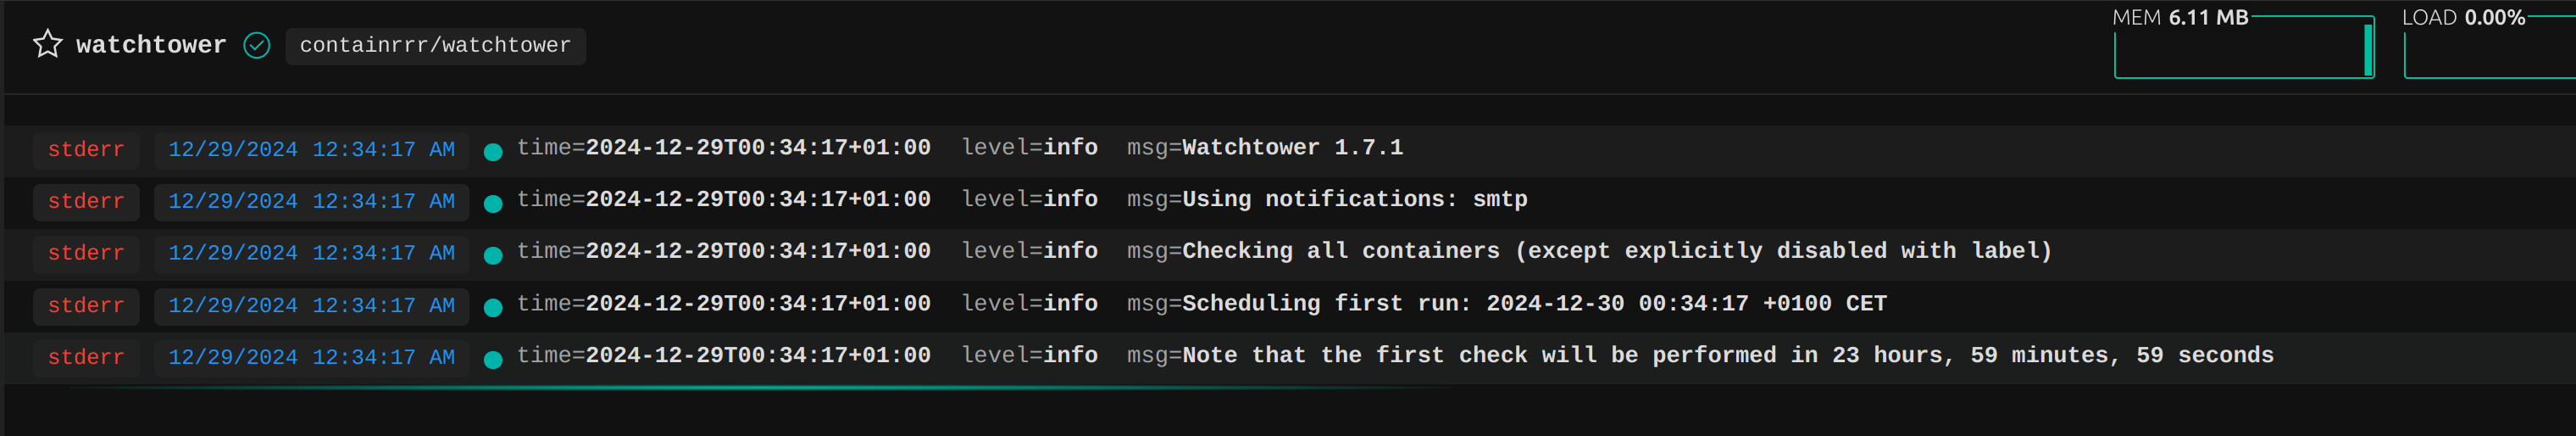 watchtower containrrr/watchtower MEM 6.11 MB LOAD 0.00%
stderr 12/29/2024 12:34:17 AM time=2024-12-29T00:34:17+01:00 level=info msg=Watchtower 1.7.1
stderr 12/29/2024 12:34:17 AM time=2024-12-29T00:34:17+01:00 level=info msg=Using notifications: smtp
stderr 12/29/2024 12:34:17 AM time=2024-12-29T00:34:17+01:00 level=info msg=Checking all containers (except explicitly disabled with label)
stderr 12/29/2024 12:34:17 AM time=2024-12-29T00:34:17+01:00 level=info msg=Scheduling first run: 2024-12-30 00:34:17 +0100 CET
stderr 12/29/2024 12:34:17 AM time=2024-12-29T00:34:17+01:00 level=info msg=Note that the first check will be performed in 23 hours, 59 minutes, 59 seconds